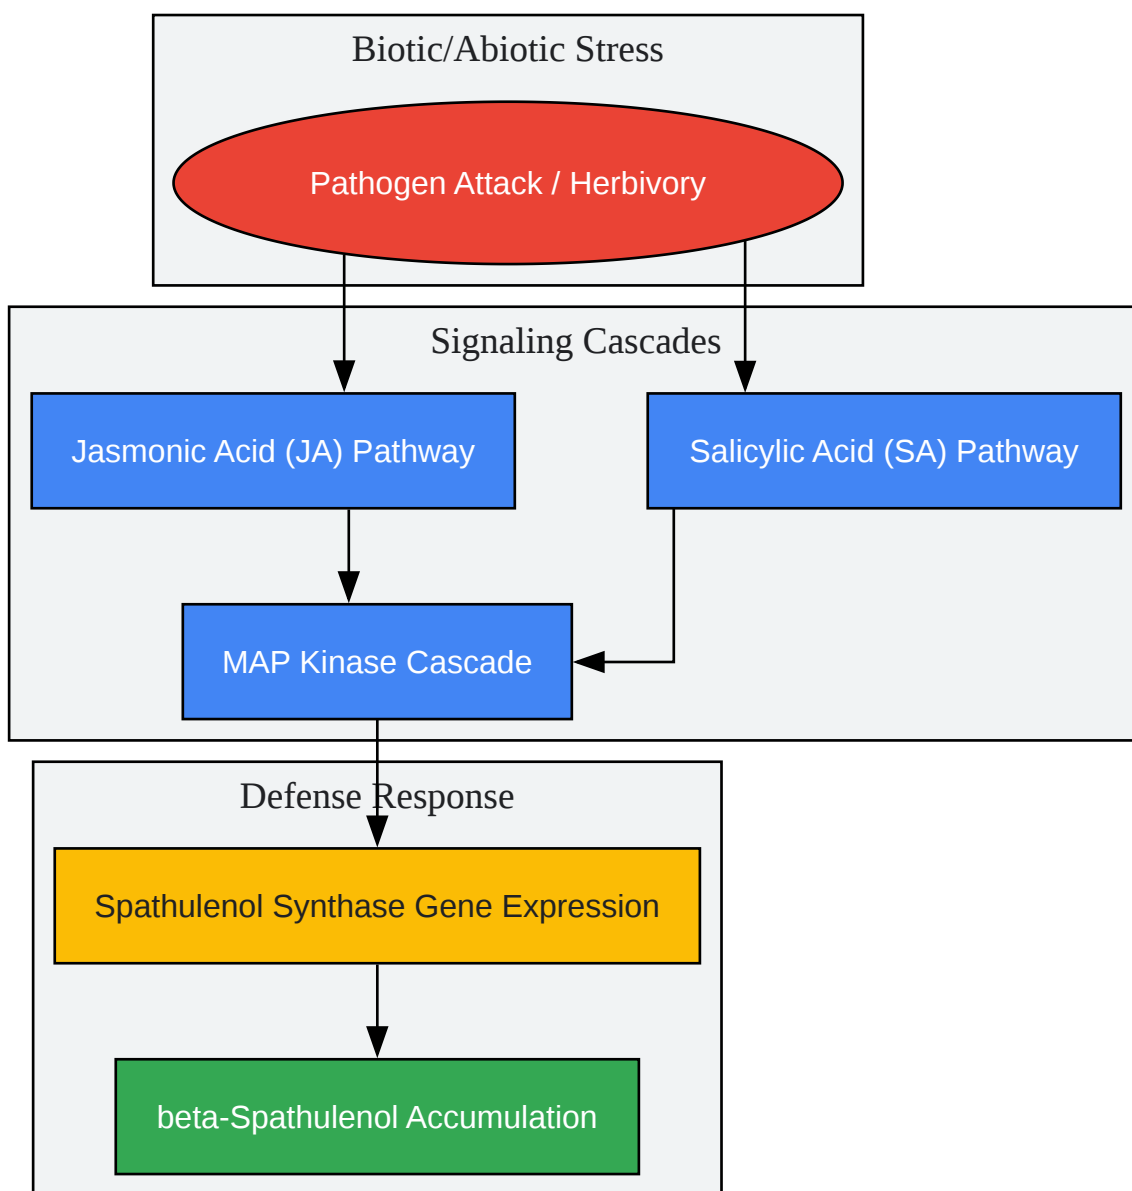 Biotic/Abiotic Stress
Pathogen Attack / Herbivory
Signaling Cascades
Jasmonic Acid (JA) Pathway
Salicylic Acid (SA) Pathway
MAP Kinase Cascade
Defense Response
Spathulenol Synthase Gene Expression
beta-Spathulenol Accumulation